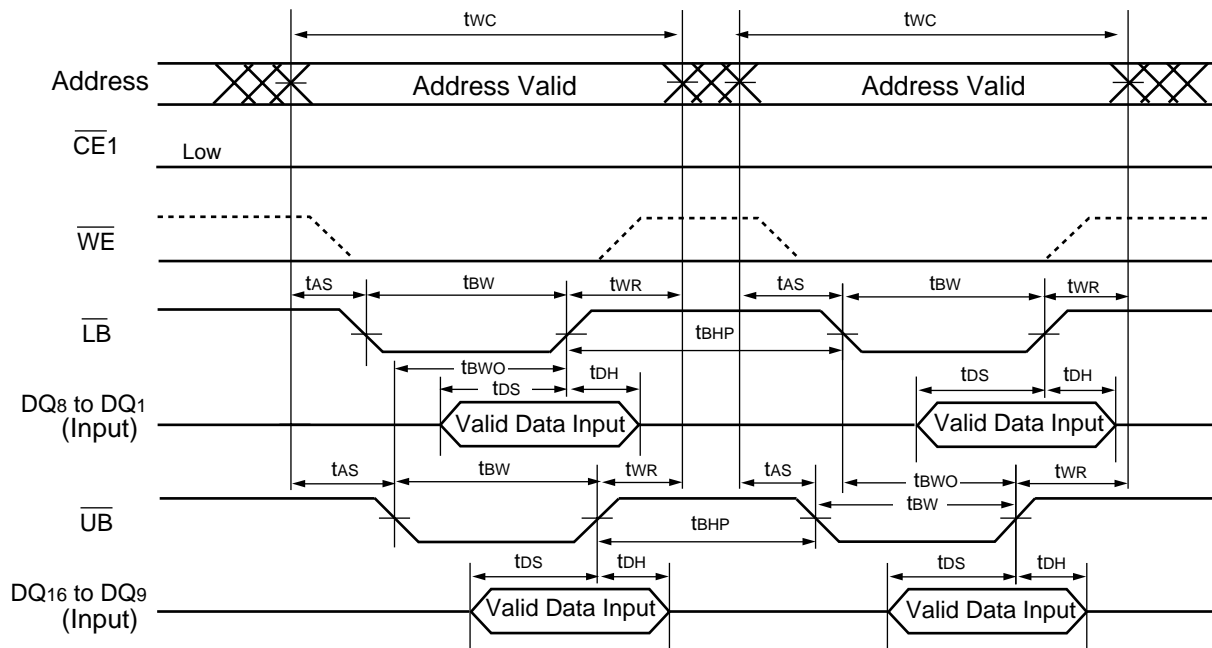 tWC tWC
Address Address Valid Address Valid
CE1 Low
WE
tAS tBW tWR tAS tBW tWR
LB
tBHP
tBWO
tDS tDH tDS tDH
DQ8 to DQ1
(Input)
Valid Data Input Valid Data Input
tAS tBW tWR tAS tBWO tWR
tBW
UB
tBHP
tDS tDH tDS tDH
DQ16 to DQ9
(Input)
Valid Data Input Valid Data Input